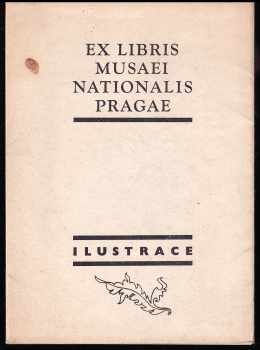 EX LIBRIS
MUSAEI
NATIONALIS
PRAGAE
ILUSTRACE